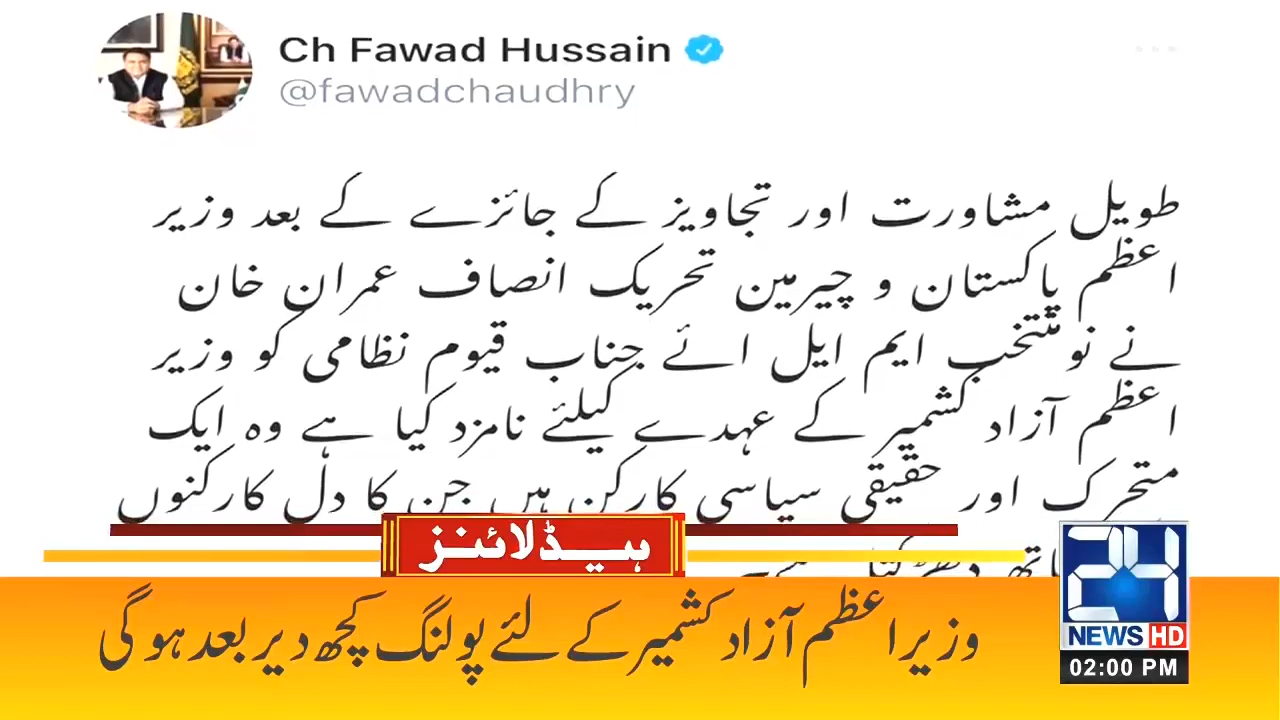 Ch Fawad Hussain
@fawadchaudhry
طویل مشاورت اور تجاویز کے جائزے کے بعد وزیر
اعظم پاکستان و چیرمین تحریک انصاف عمران خان
نے نو منتخب ایم ایل ائے جناب قیوم نظامی کو وزیر
اعظم آزاد کشمیر کے عہدے کیلئے نامزد کیا ہے وہ ایک
متحرک اور حقیقی سیاسی کارکن ہیں جن کا دل کارکنوں
ہیڈلائنز
وزیراعظم آزاد کشمیر کے لئے پولنگ کچھ دیر بعد ہوگی
24
NEWS HD
02:00 PM